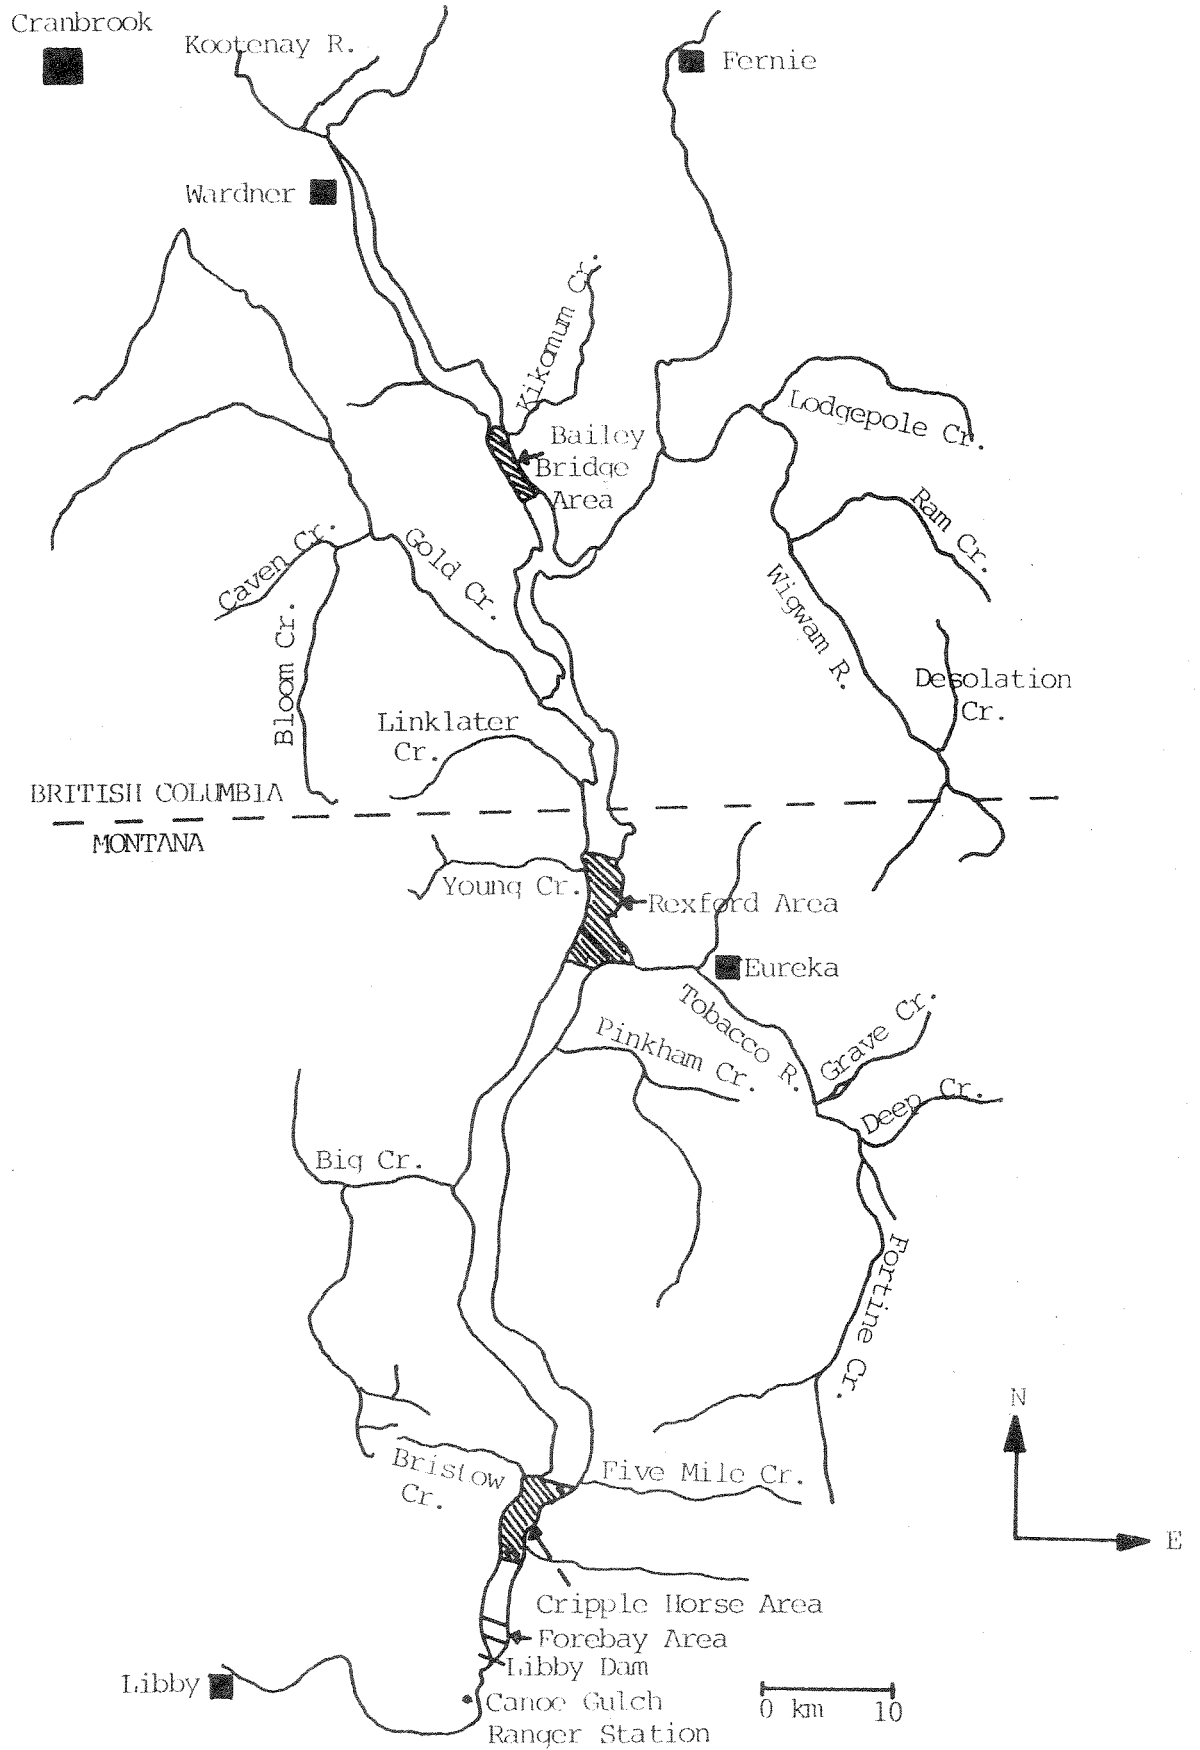 Cranbrook
Kootenay R.
Fernie
Wardner
Kikomum Cr.
Lodgepole Cr.
Bailey
Bridge
Area
Ram Cr.
Caven Cr.
Gold Cr.
Wigwam R.
Bloom Cr.
Desolation
Cr.
Linklater
Cr.
BRITISH COLUMBIA
MONTANA
Young Cr.
Rexford Area
Eureka
Tobacco R.
Grave Cr.
Pinkham Cr.
Deep Cr.
Big Cr.
Fortine Cr.
N
Bristow
Cr.
Five Mile Cr.
E
Cripple Horse Area
Forebay Area
Libby Dam
Libby
Canoe Gulch
Ranger Station
0 km 10